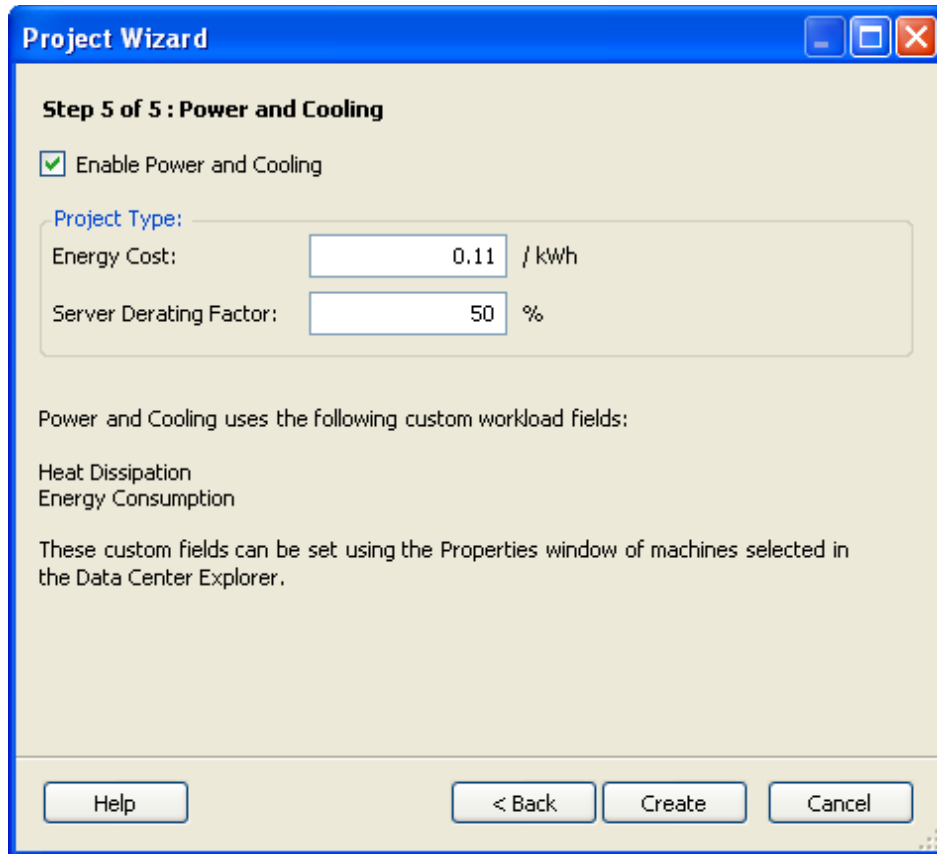 Project Wizard
Step 5 of 5 : Power and Cooling
Enable Power and Cooling
Project Type:
Energy Cost: 0.11 / kWh
Server Derating Factor: 50 %
Power and Cooling uses the following custom workload fields:
Heat Dissipation
Energy Consumption
These custom fields can be set using the Properties window of machines selected in
the Data Center Explorer.
Help < Back Create Cancel